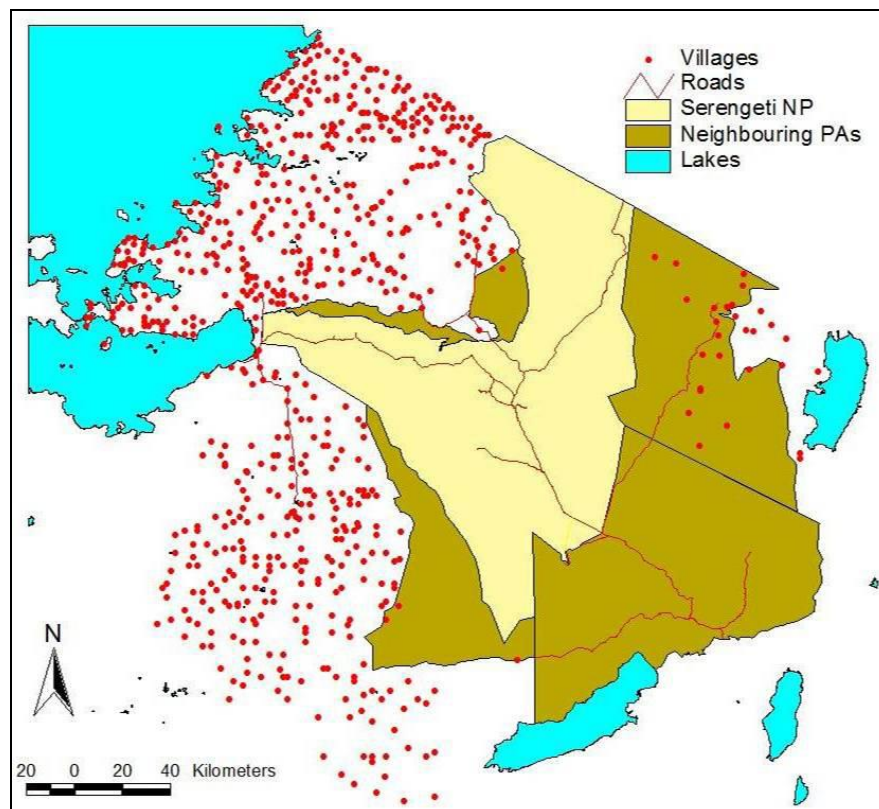 Villages
Roads
Serengeti NP
Neighbouring PAs
Lakes
N
20 0 20 40 Kilometers